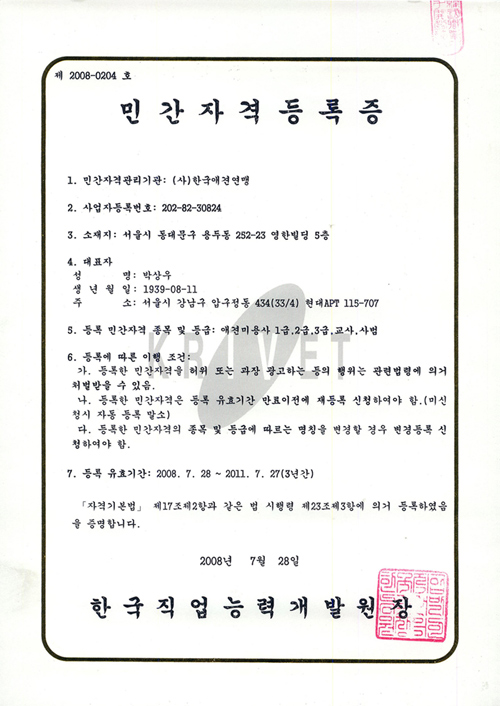 제 2008-0204 호
민간자격등록증
1. 민간자격관리기관: (사)한국애견연맹
2. 사업자등록번호: 202-82-30824
3. 소재지: 서울시 동대문구 용두동 252-23 영한빌딩 5층
4. 대표자
성 명: 박상우
생 년 월 일: 1939-08-11
주 소: 서울시 강남구 압구정동 434(33/4) 현대APT 115-707
5. 등록 민간자격 종목 및 등급: 애견미용사 1급,2급,3급,교사,사범
KRIVET
6. 등록에 따른 이행 조건:
가. 등록한 민간자격을 허위 또는 과장 광고하는 등의 행위는 관련법령에 의거
처벌받을 수 있음.
나. 등록한 민간자격은 등록 유효기간 만료이전에 재등록 신청하여야 함.(미신
청시 자동 등록 말소)
다. 등록한 민간자격의 종목 및 등급에 따르는 명칭을 변경할 경우 변경등록 신
청하여야 함.
7. 등록 유효기간: 2008. 7. 28 ~ 2011. 7. 27(3년간)
「자격기본법」 제17조제2항과 같은 법 시행령 제23조제3항에 의거 등록하였음
을 증명합니다.
2008년 7월 28일
한국직업능력개발원장